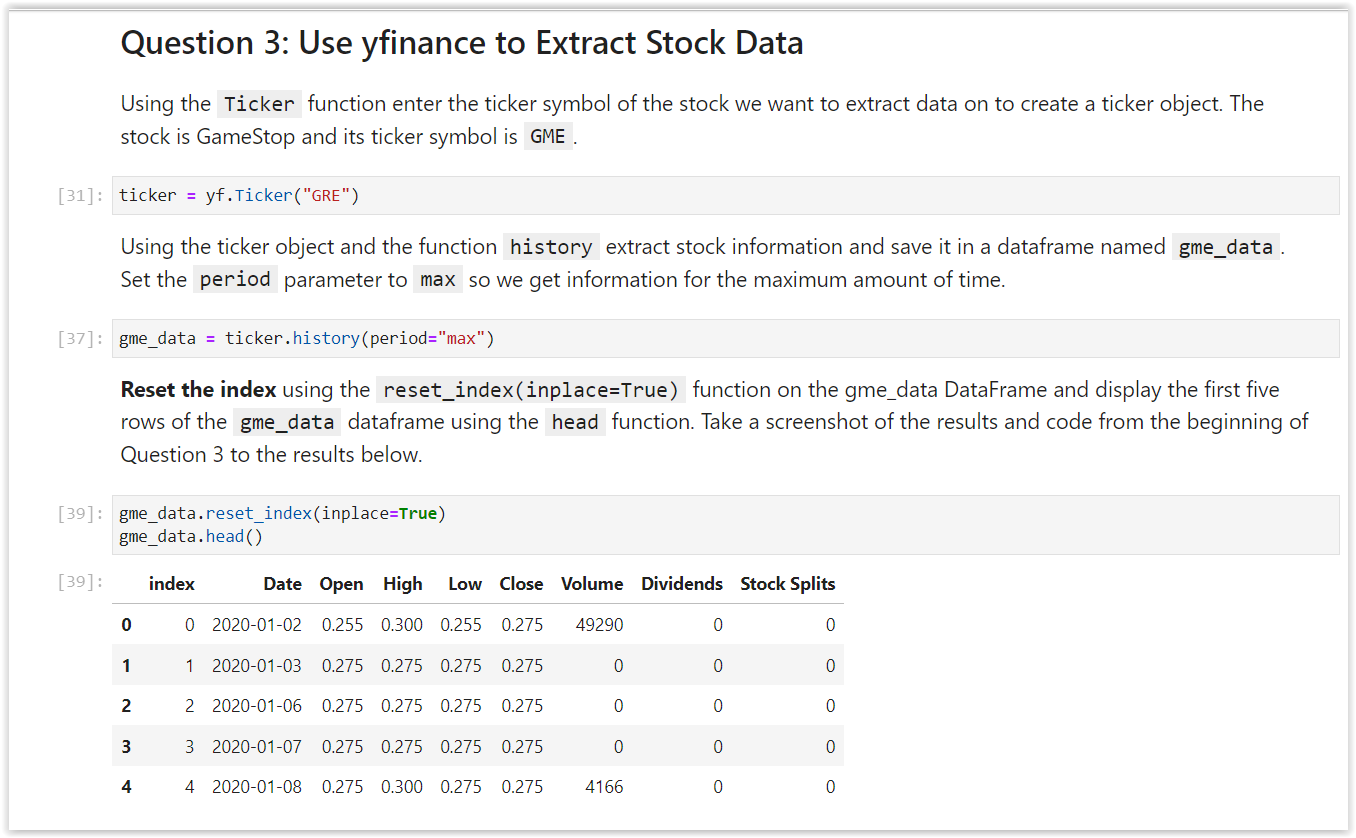 Question 3: Use yfinance to Extract Stock Data
Using the Ticker function enter the ticker symbol of the stock we want to extract data on to create a ticker object. The
stock is GameStop and its ticker symbol is GME .
[31]: ticker = yf.Ticker("GRE")
Using the ticker object and the function history extract stock information and save it in a dataframe named gme_data .
Set the period parameter to max so we get information for the maximum amount of time.
[37]: gme_data = ticker.history(period="max")
Reset the index using the reset_index(inplace=True) function on the gme_data DataFrame and display the first five
rows of the gme_data dataframe using the head function. Take a screenshot of the results and code from the beginning of
Question 3 to the results below.
[39]: gme_data.reset_index(inplace=True)
gme_data.head()
[39]: index Date Open High Low Close Volume Dividends Stock Splits
0 0 2020-01-02 0.255 0.300 0.255 0.275 49290 0 0
1 1 2020-01-03 0.275 0.275 0.275 0.275 0 0 0
2 2 2020-01-06 0.275 0.275 0.275 0.275 0 0 0
3 3 2020-01-07 0.275 0.275 0.275 0.275 0 0 0
4 4 2020-01-08 0.275 0.300 0.275 0.275 4166 0 0